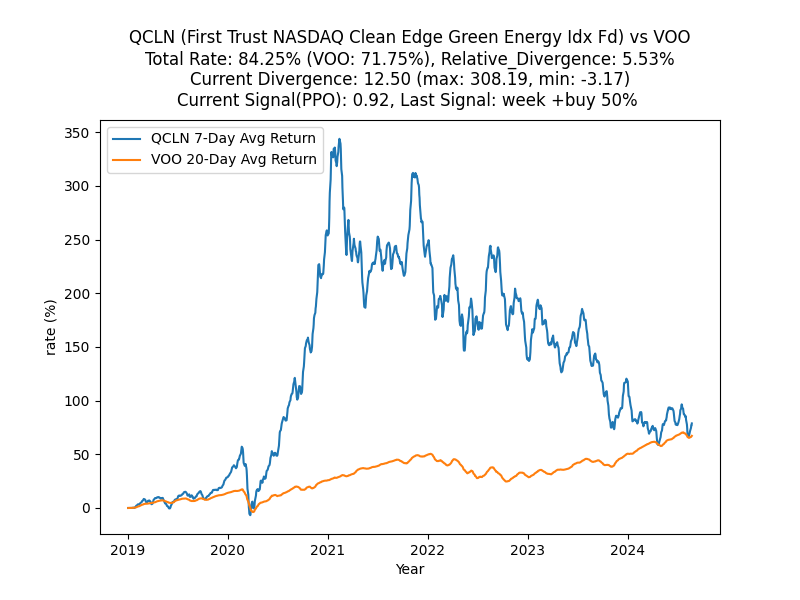 QCLN (First Trust NASDAQ Clean Edge Green Energy Idx Fd) vs VOO
Total Rate: 84.25% (VOO: 71.75%), Relative_Divergence: 5.53%
Current Divergence: 12.50 (max: 308.19, min: -3.17)
Current Signal(PPO): 0.92, Last Signal: week +buy 50%
QCLN 7-Day Avg Return
VOO 20-Day Avg Return
350
300
250
200
150
100
50
0
rate (%)
2019 2020 2021 2022 2023 2024
Year